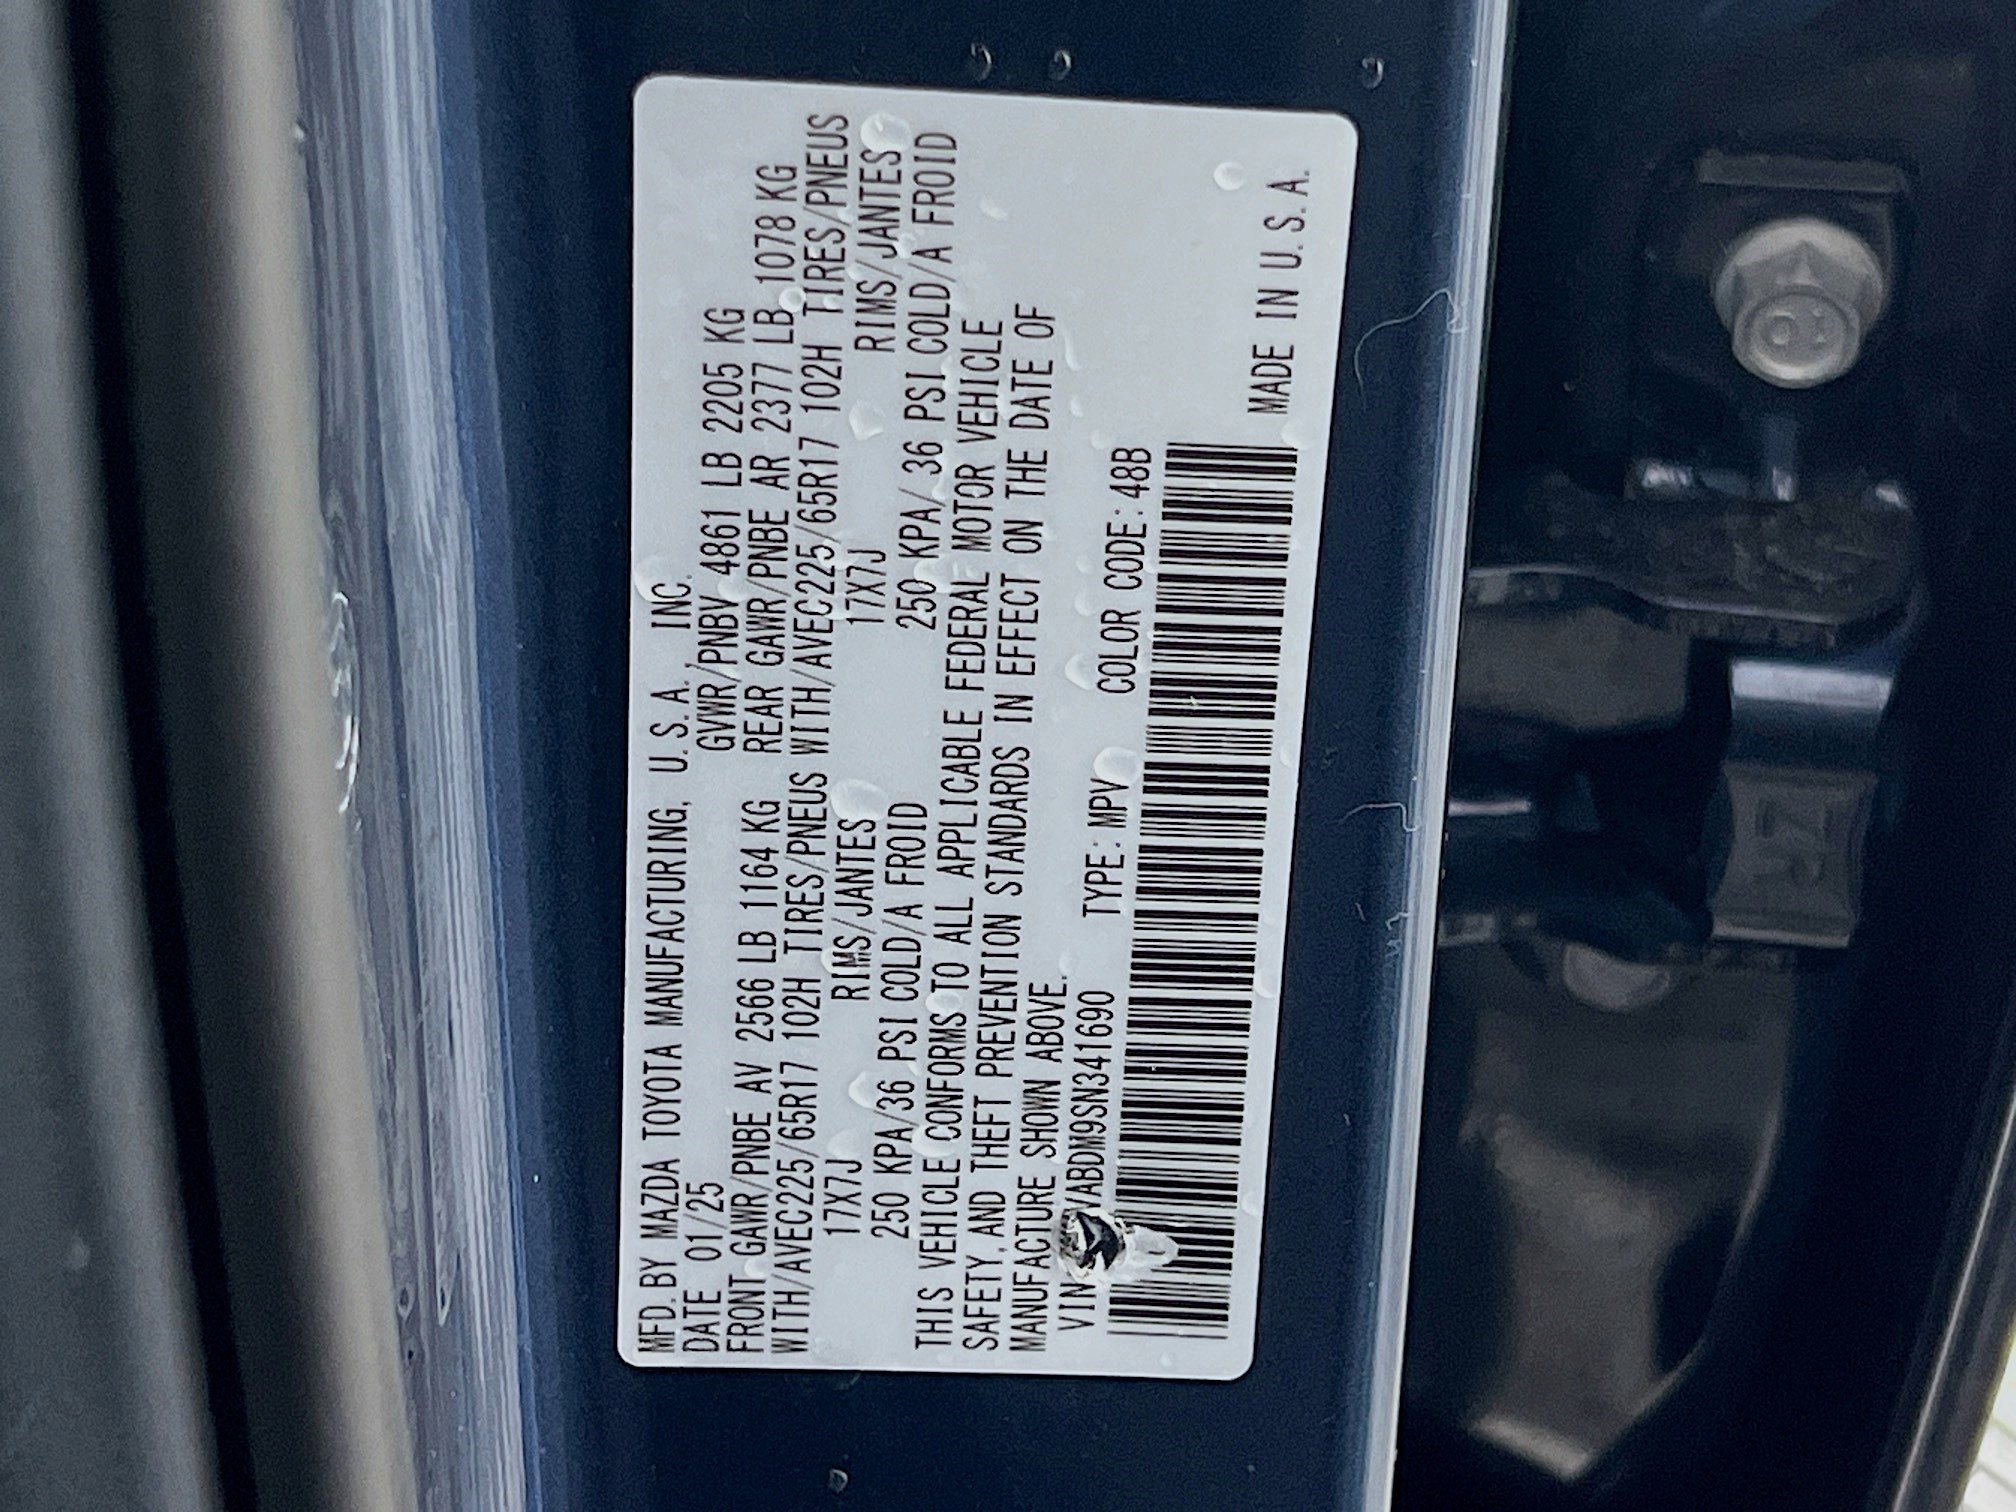 MFD.BY MAZDA TOYOTA MANUFACTURING, U.S.A., INC.
DATE 01/25 GVWR/PNBV 4861 LB 2205 KG
FRONT GAWR/PNBE AV 2566 LB 1164 KG REAR GAWR/PNBE AR 2377 LB 1078 KG
WITH/AVEC225/65R17 102H TIRES/PNEUS WITH/AVEC225/65R17 102H TIRES/PNEUS
17X7J RIMS/JANTES 17X7J RIMS/JANTES
250 KPA/36 PSI COLD/A FROID 250 KPA/36 PSI COLD/A FROID
THIS VEHICLE CONFORMS TO ALL APPLICABLE FEDERAL MOTOR VEHICLE
SAFETY,AND THEFT PREVENTION STANDARDS IN EFFECT ON THE DATE OF
MANUFACTURE SHOWN ABOVE.
VIN TYPE:MPV COLOR CODE:48B
MADE IN U.S.A.